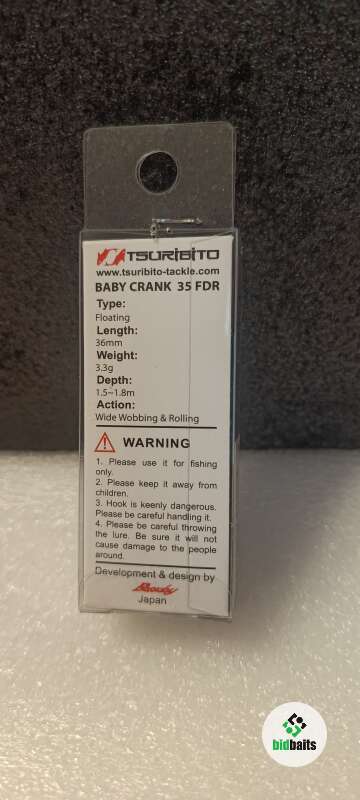 TSURIBITO
www.tsuribito-tackle.com
BABY CRANK 35 FDR
Type:
Floating
Length:
36mm
Weight:
3.3g
Depth:
1.5~1.8m
Action:
Wide Wobbing & Rolling
WARNING
1. Please use it for fishing
only.
2. Please keep it away from
children.
3. Hook is keenly dangerous.
Please be careful handling it.
4. Please be careful throwing
the lure. Be sure it will not
cause damage to the people
around.
Development & design by
Japan
bidbaits